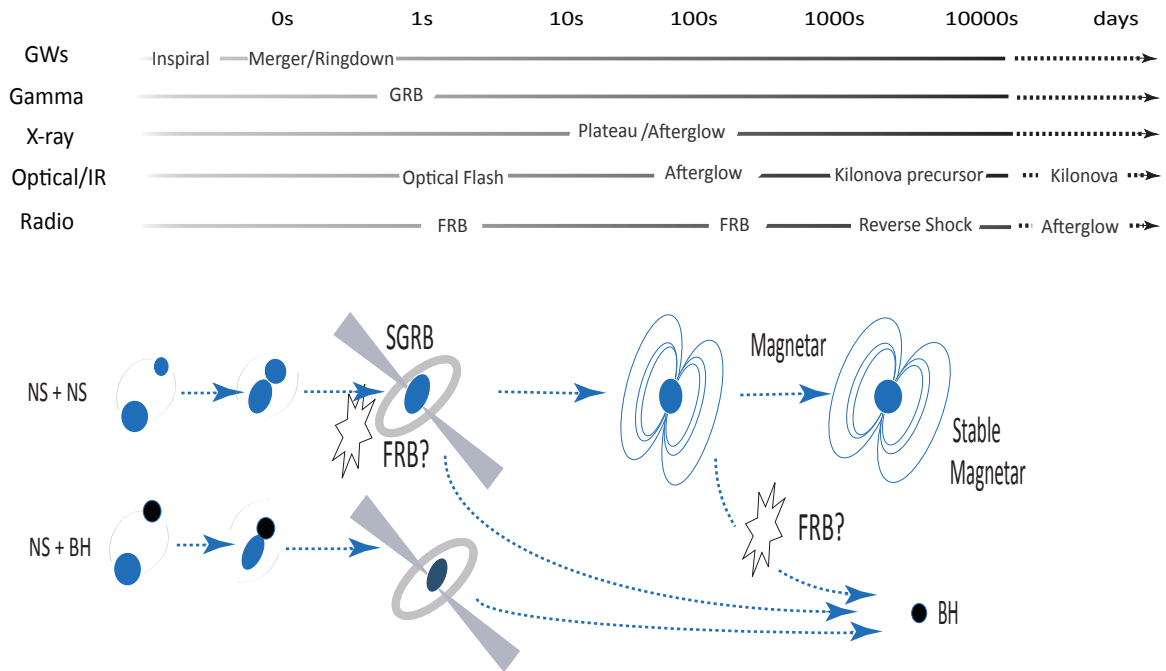 0s 1s 10s 100s 1000s 10000s days
GWs Inspiral Merger/Ringdown
Gamma GRB
X-ray Plateau/Afterglow
Optical/IR Optical Flash Afterglow Kilonova precursor Kilonova
Radio FRB FRB Reverse Shock Afterglow
SGRB
Magnetar
NS + NS
Stable
Magnetar
FRB?
FRB?
NS + BH
BH